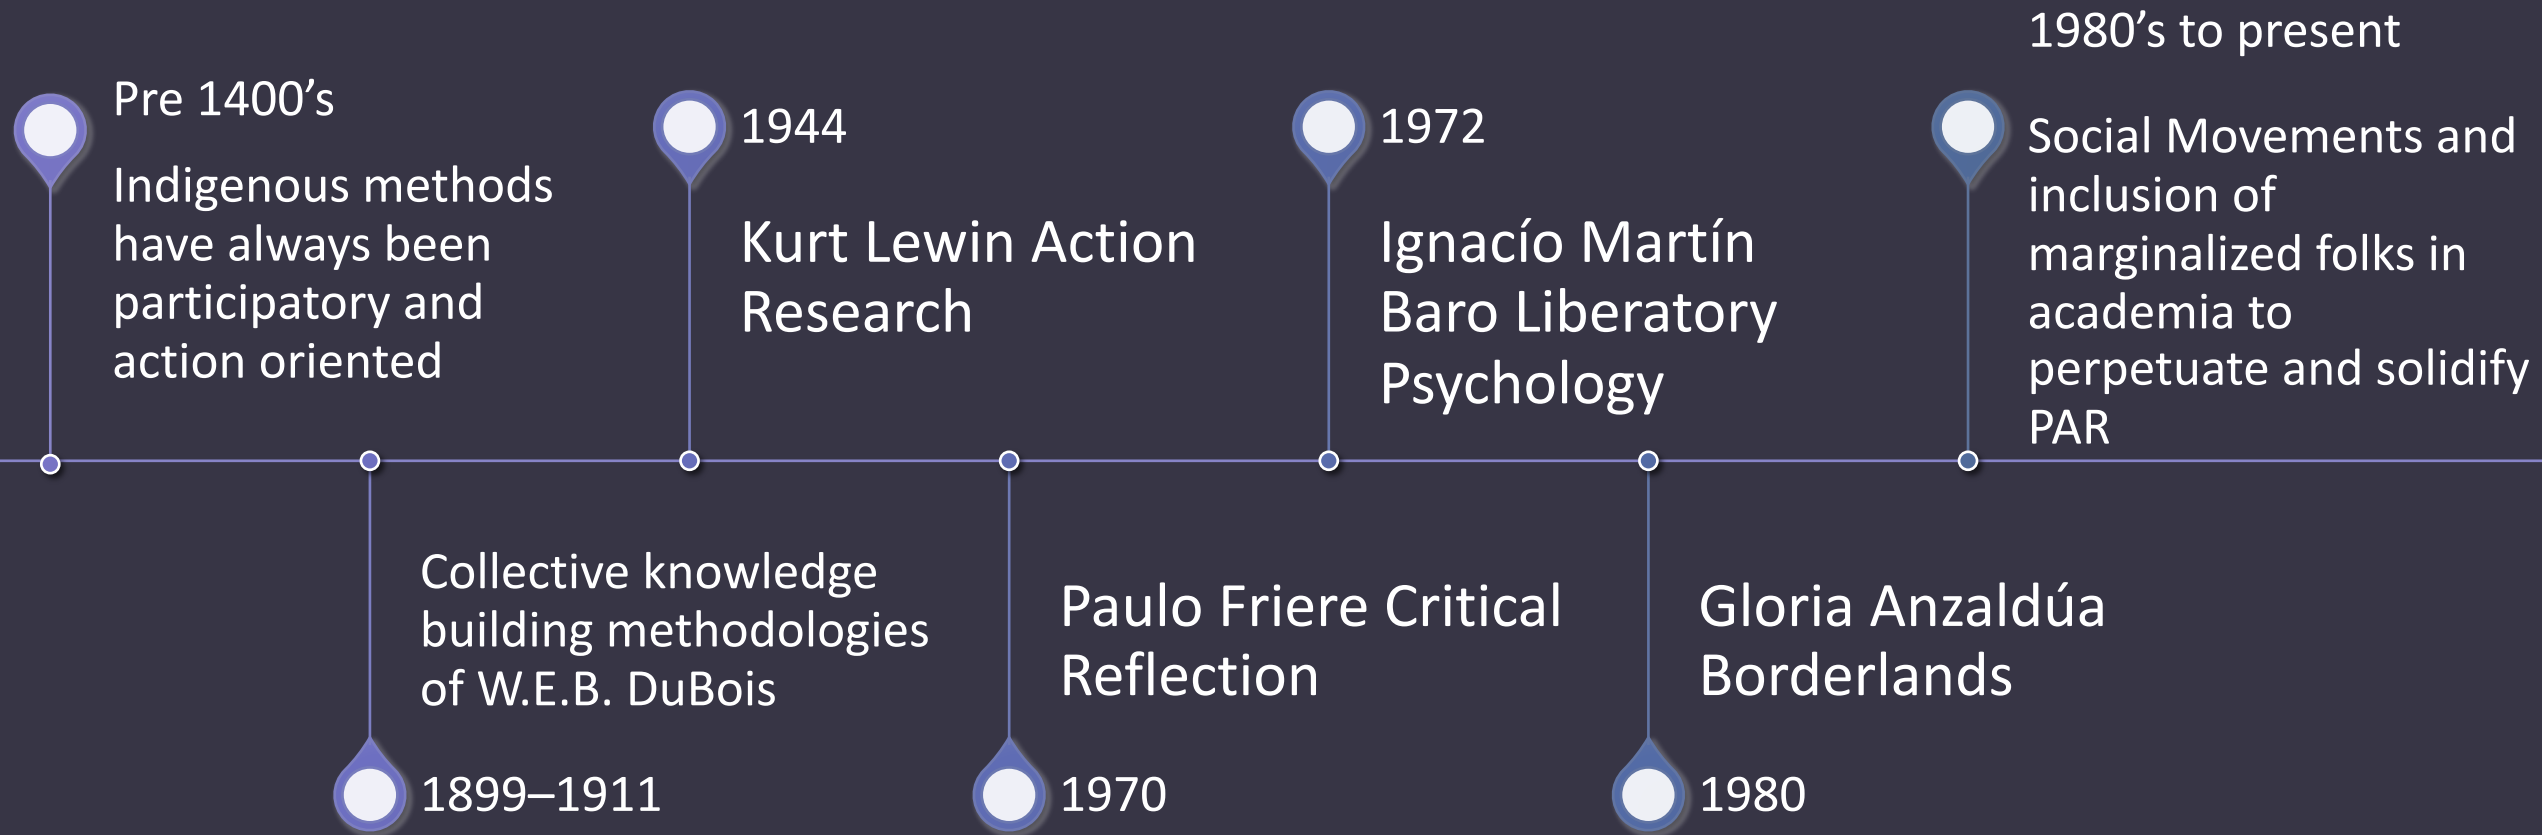 Pre 1400’s
Indigenous methods
have always been
participatory and
action oriented
Collective knowledge
building methodologies
of W.E.B. DuBois
1899–1911
1944
Kurt Lewin Action
Research
Paulo Friere Critical
Reflection
1970
1972
Ignacío Martín
Baro Liberatory
Psychology
Gloria Anzaldúa
Borderlands
1980
1980’s to present
Social Movements and
inclusion of
marginalized folks in
academia to
perpetuate and solidify
PAR